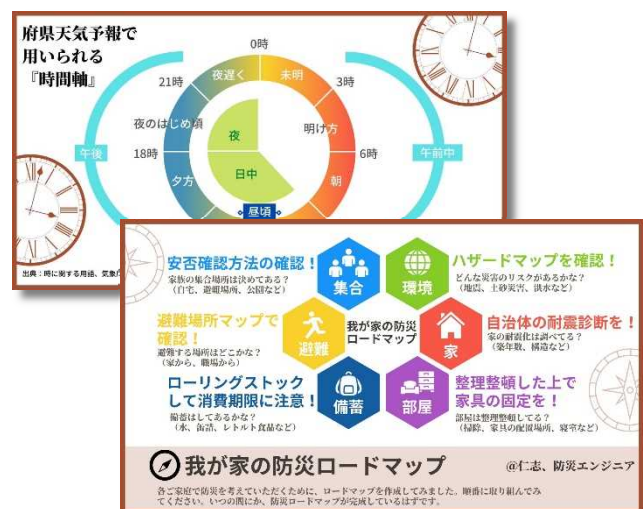 府県天気予報で
用いられる
『時間軸』
0時
夜遅く
未明
21時
3時
夜のはじめ頃
明け方
夜
午後
18時
6時
午前中
日中
夕方
朝
昼頃
出典：時に関する用語、気象庁
安否確認方法の確認！
家族の集合場所は決めてある？
（自宅、避難場所、公園など）
集合
環境
ハザードマップを確認！
どんな災害のリスクがあるかな？
（地震、土砂災害、洪水など）
避難場所マップで
確認！
避難する場所はどこかな？
（家から、職場から）
避難
我が家の防災
ロードマップ
家
自治体の耐震診断を！
家の耐震化は調べてる？
（築年数、構造など）
ローリングストック
して消費期限に注意！
備蓄はしてあるかな？
（水、缶詰、レトルト食品など）
備蓄
部屋
整理整頓した上で
家具の固定を！
部屋は整理整頓してる？
（掃除、家具の配置場所、寝室など）
我が家の防災ロードマップ
@仁志、防災エンジニア
各ご家庭で防災を考えていただくために、ロードマップを作成してみました。順番に取り組んでみ
てください。いつの間にか、防災ロードマップが完成しているはずです。